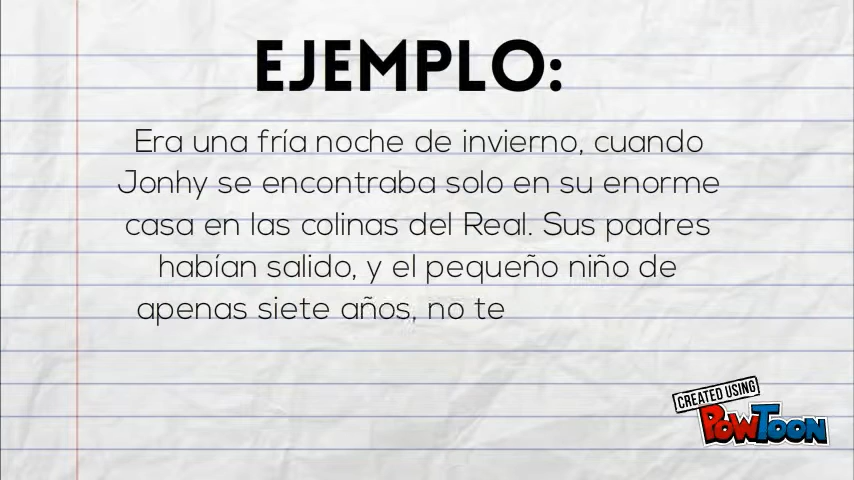 EJEMPLO:
Era una fría noche de invierno, cuando
Jonhy se encontraba solo en su enorme
casa en las colinas del Real. Sus padres
habían salido, y el pequeño niño de
apenas siete años, no te
CREATED USING
POWTOON